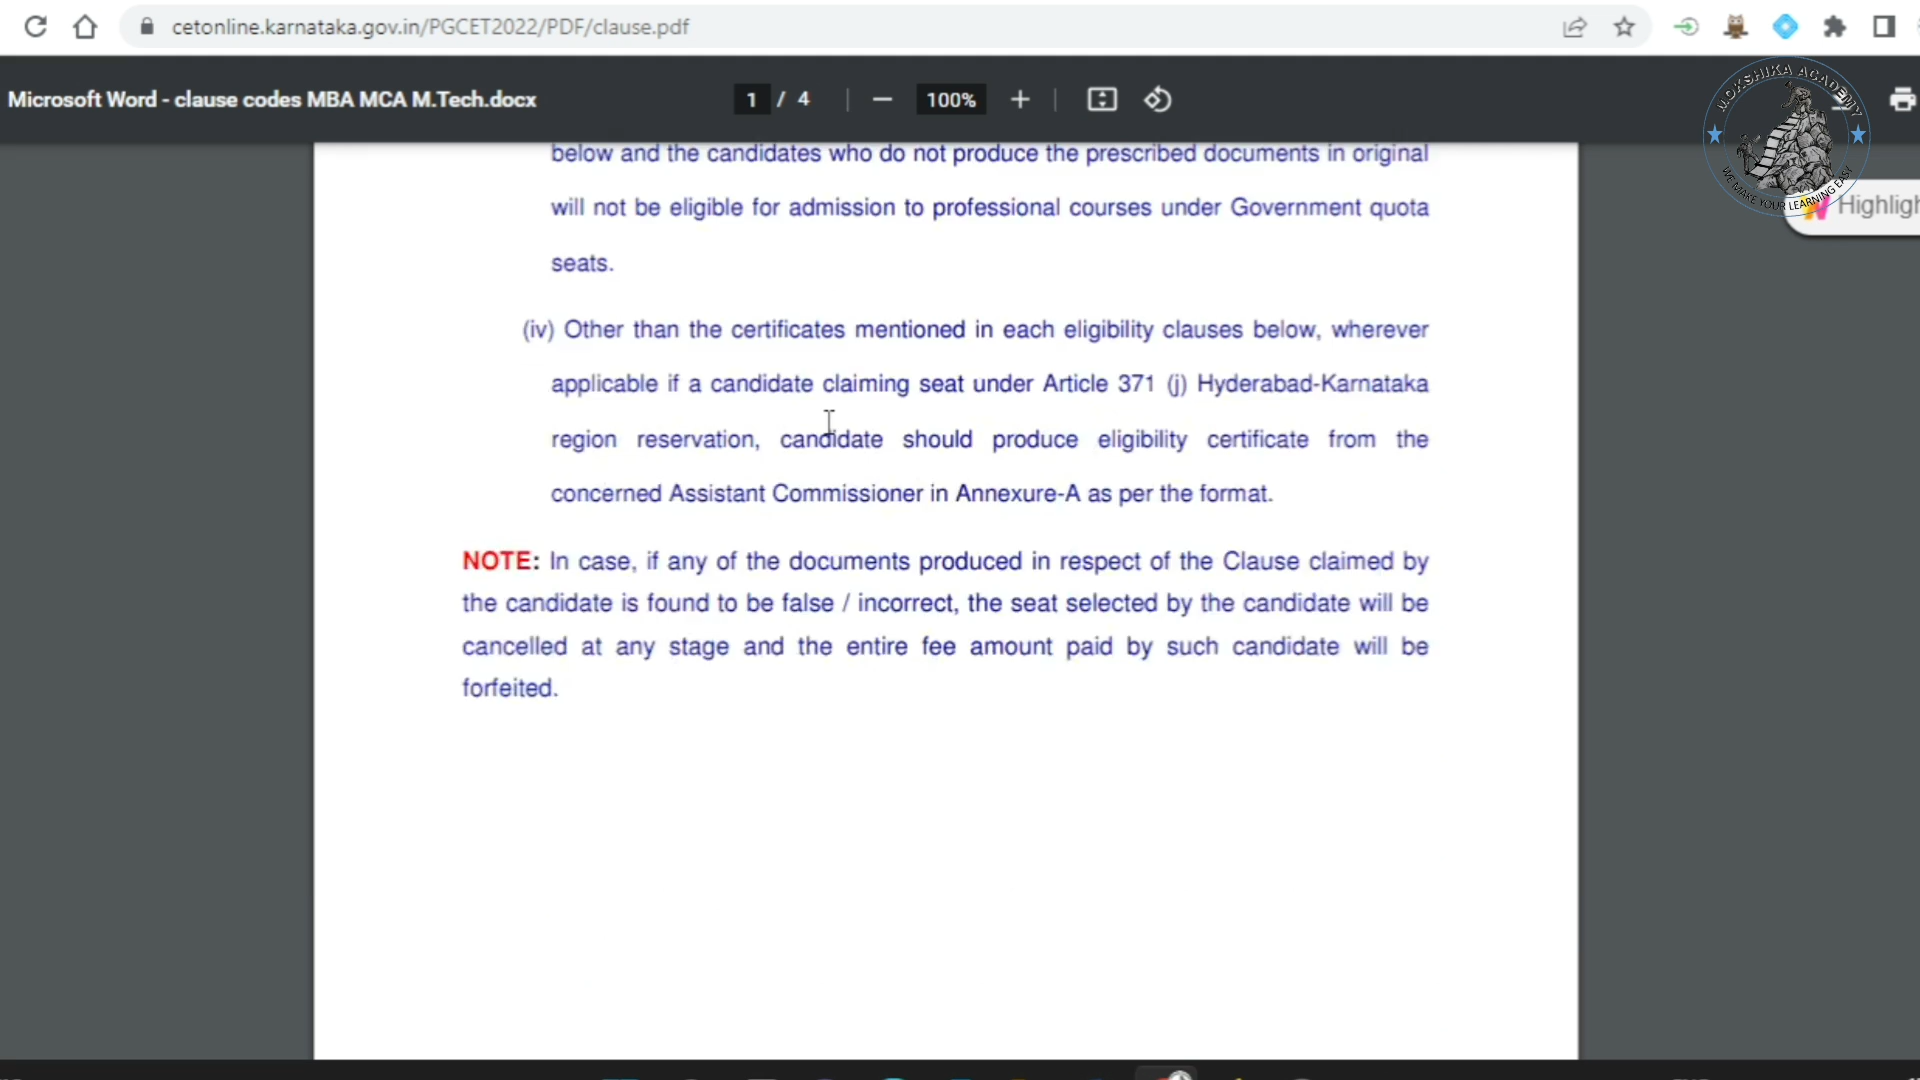 cetonline.karnataka.gov.in/PGCET2022/PDF/clause.pdf
Microsoft Word - clause codes MBA MCA M.Tech.docx
1 / 4
100%
MOKSHIKA ACADEMY
WE MAKE YOUR LEARNING EASY
Highligh
below and the candidates who do not produce the prescribed documents in original
will not be eligible for admission to professional courses under Government quota
seats.
(iv) Other than the certificates mentioned in each eligibility clauses below, wherever
applicable if a candidate claiming seat under Article 371 (j) Hyderabad-Karnataka
region reservation, candidate should produce eligibility certificate from the
concerned Assistant Commissioner in Annexure-A as per the format.
NOTE: In case, if any of the documents produced in respect of the Clause claimed by
the candidate is found to be false / incorrect, the seat selected by the candidate will be
cancelled at any stage and the entire fee amount paid by such candidate will be
forfeited.